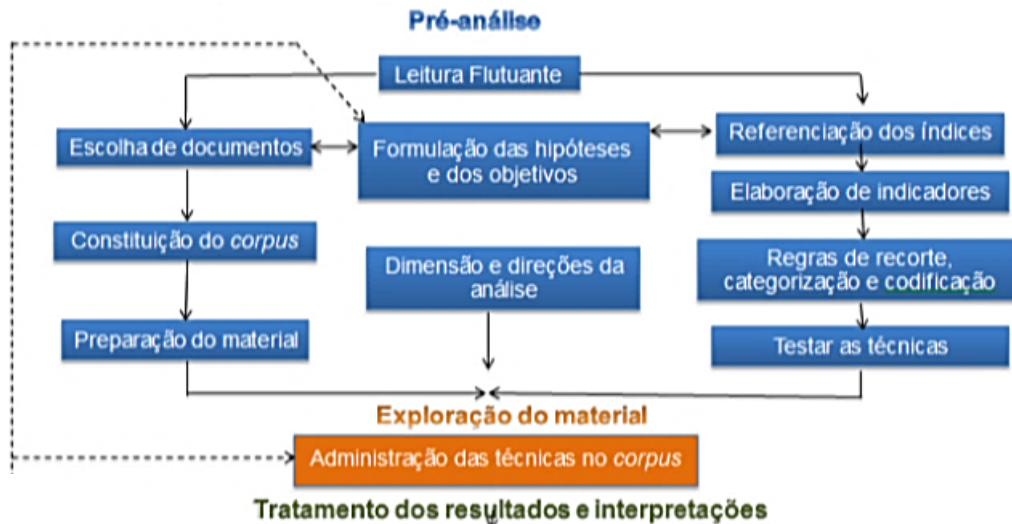 Pré-análise
Leitura Flutuante
Escolha de documentos
Formulação das hipóteses
e dos objetivos
Referenciação dos índices
Elaboração de indicadores
Constituição do corpus
Dimensão e direções da
análise
Regras de recorte,
categorização e codificação
Preparação do material
Testar as técnicas
Exploração do material
Administração das técnicas no corpus
Tratamento dos resultados e interpretações